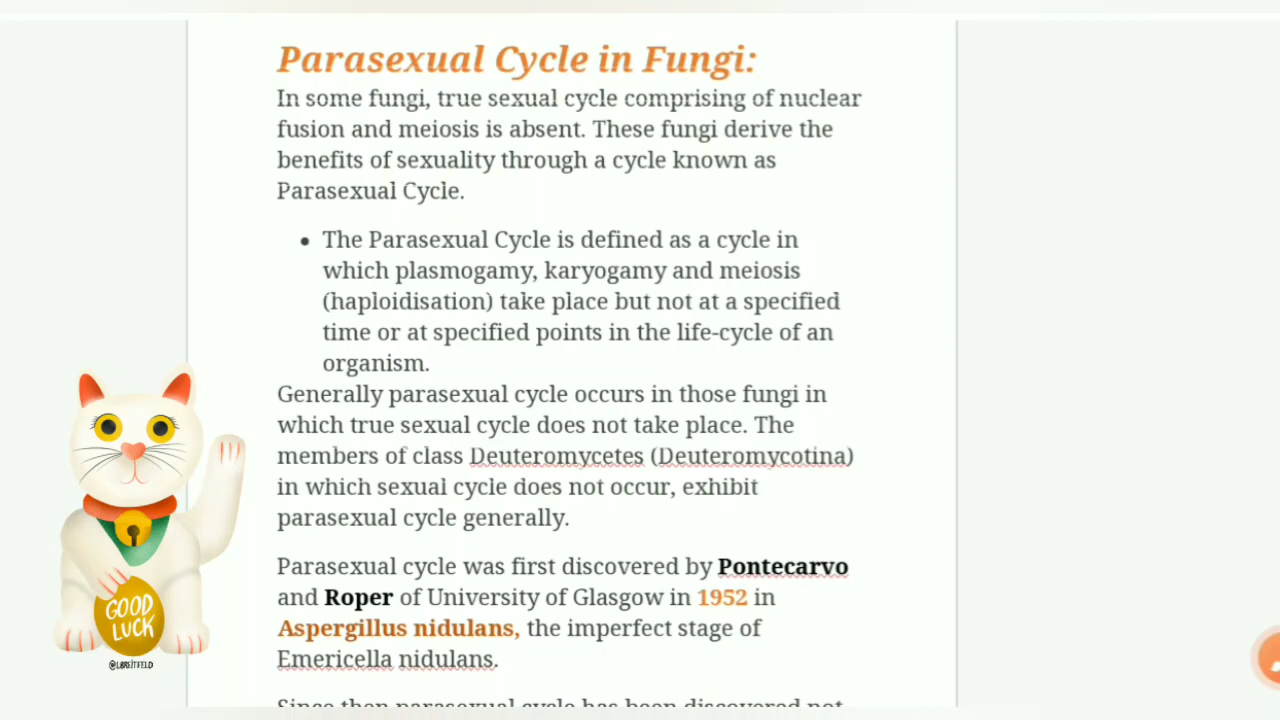 Parasexual Cycle in Fungi:
In some fungi, true sexual cycle comprising of nuclear
fusion and meiosis is absent. These fungi derive the
benefits of sexuality through a cycle known as
Parasexual Cycle.
• The Parasexual Cycle is defined as a cycle in
which plasmogamy, karyogamy and meiosis
(haploidisation) take place but not at a specified
time or at specified points in the life-cycle of an
organism.
Generally parasexual cycle occurs in those fungi in
which true sexual cycle does not take place. The
members of class Deuteromycetes (Deuteromycotina)
in which sexual cycle does not occur, exhibit
parasexual cycle generally.
Parasexual cycle was first discovered by Pontecarvo
and Roper of University of Glasgow in 1952 in
Aspergillus nidulans, the imperfect stage of
Emericella nidulans.
Since then parasexual cycle has been discovered not
GOOD
LUCK
@LBREITFELD